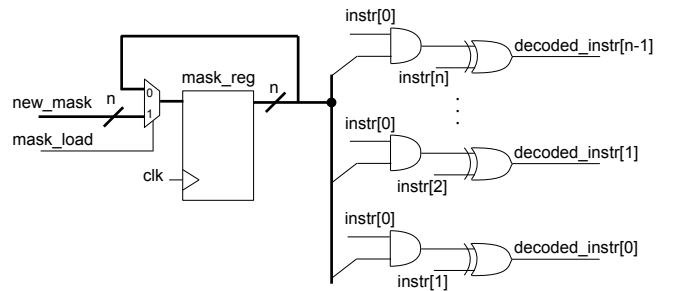 instr[0]
decoded_instr[n-1]
instr[n]
mask_reg
n
n
0
new_mask
1
mask_load
clk
instr[0]
decoded_instr[1]
instr[2]
instr[0]
decoded_instr[0]
instr[1]